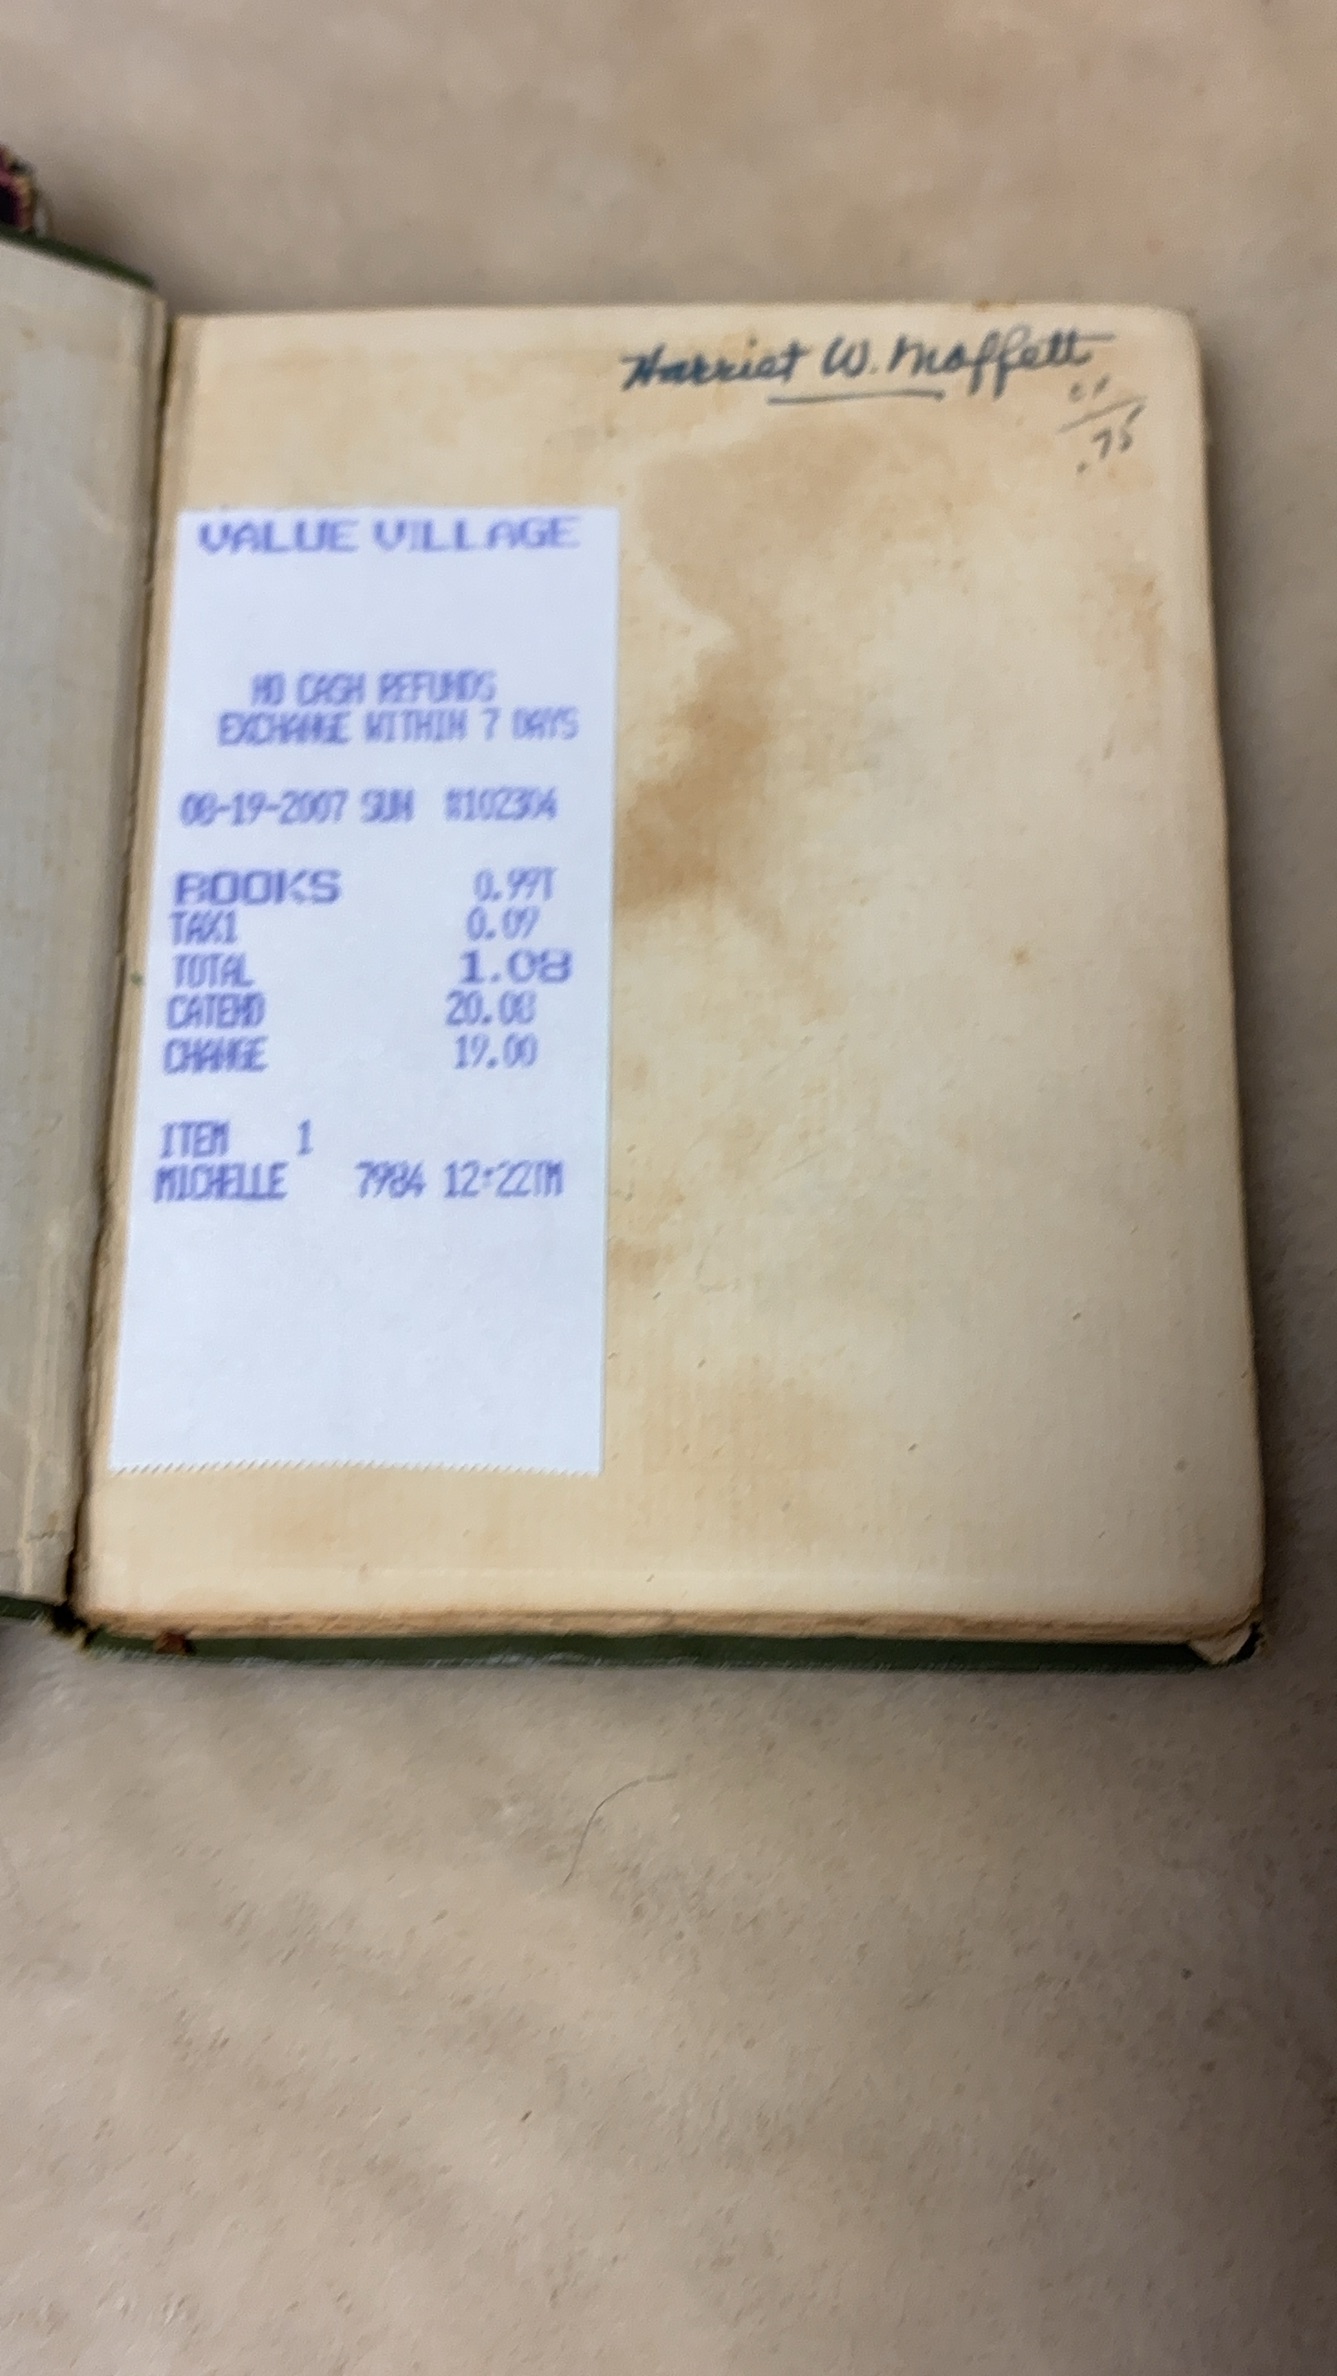 Harriet W. Moffett
.75
VALUE VILLAGE
NO CASH REFUNDS
EXCHANGE WITHIN 7 DAYS
08-19-2007 SUN #102304
BOOKS 0.99T
TAX1 0.09
TOTAL 1.08
CATEND 20.08
CHANGE 19.00
ITEM 1
MICHELLE 7984 12:22TM